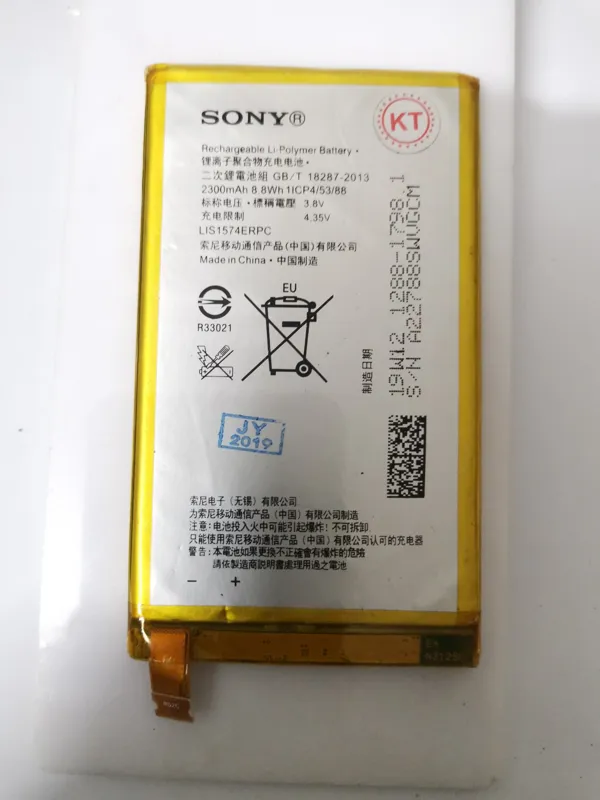 SONY®
KT
Rechargeable Li-Polymer Battery·
锂离子聚合物充电电池·
二次鋰電池組 GB/T 18287-2013
2300mAh 8.8Wh 1ICP4/53/88
标称电压·標稱電壓 3.8V
充电限制 4.35V
LIS1574ERPC
索尼移动通信产品(中国)有限公司
Made in China·中国制造
R33021
EU
制造日期
19W12 1288-1798.1
S/N A22788SWUGCM
JY
2019
索尼电子(无锡)有限公司
为索尼移动通信产品(中国)有限公司制造
注意:电池投入火中可能引起爆炸! 不可拆卸
只能使用索尼移动通信产品(中国)有限公司认可的充电器
警告:本電池如果更換不正確會有爆炸的危險
請依製造商説明書處理用過之電池
− +